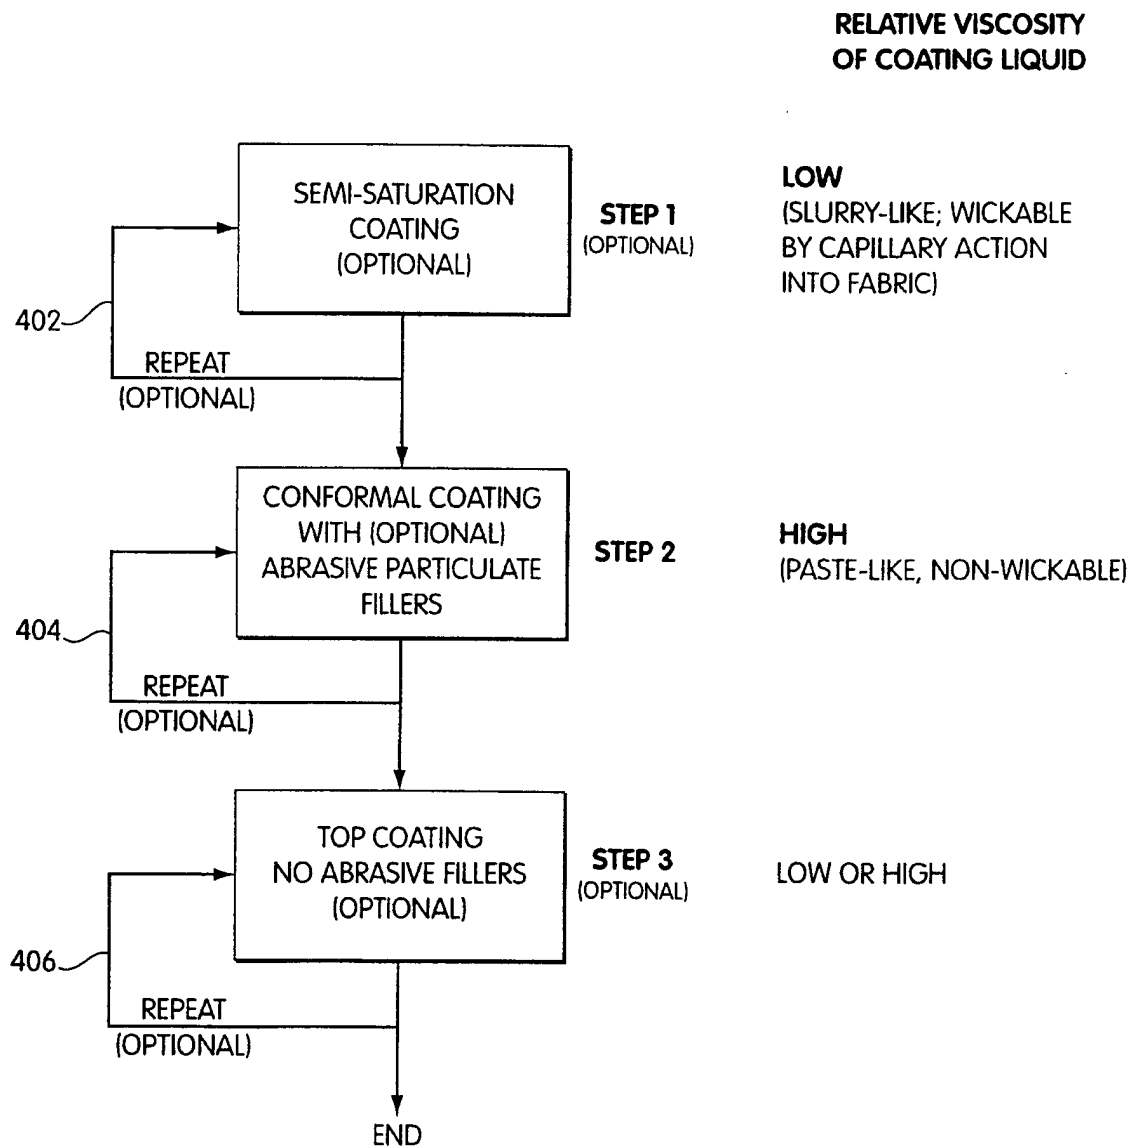 RELATIVE VISCOSITY
OF COATING LIQUID
SEMI-SATURATION
COATING
(OPTIONAL)
STEP 1
(OPTIONAL)
LOW
(SLURRY-LIKE; WICKABLE
BY CAPILLARY ACTION
INTO FABRIC)
402
REPEAT
(OPTIONAL)
CONFORMAL COATING
WITH (OPTIONAL)
ABRASIVE PARTICULATE
FILLERS
STEP 2
HIGH
(PASTE-LIKE, NON-WICKABLE)
404
REPEAT
(OPTIONAL)
TOP COATING
NO ABRASIVE FILLERS
(OPTIONAL)
STEP 3
(OPTIONAL)
LOW OR HIGH
406
REPEAT
(OPTIONAL)
END